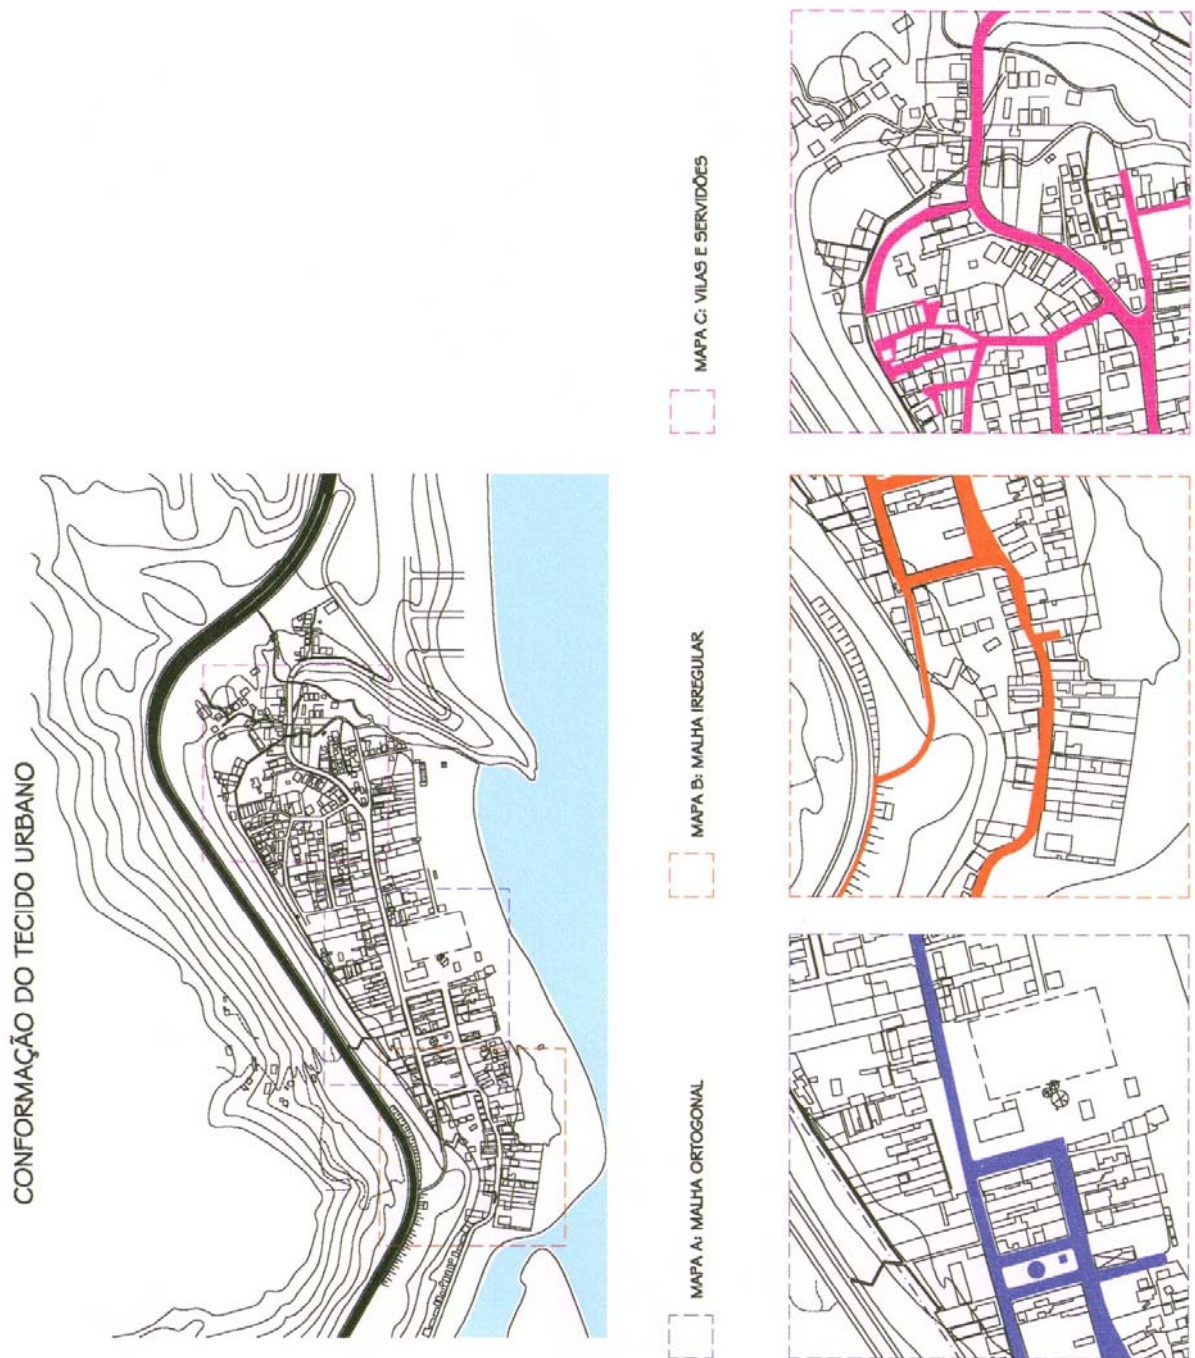 CONFORMAÇÃO DO TECIDO URBANO
MAPA A: MALHA ORTOGONAL
MAPA B: MALHA IRREGULAR
MAPA C: VILAS E SERVIDÕES